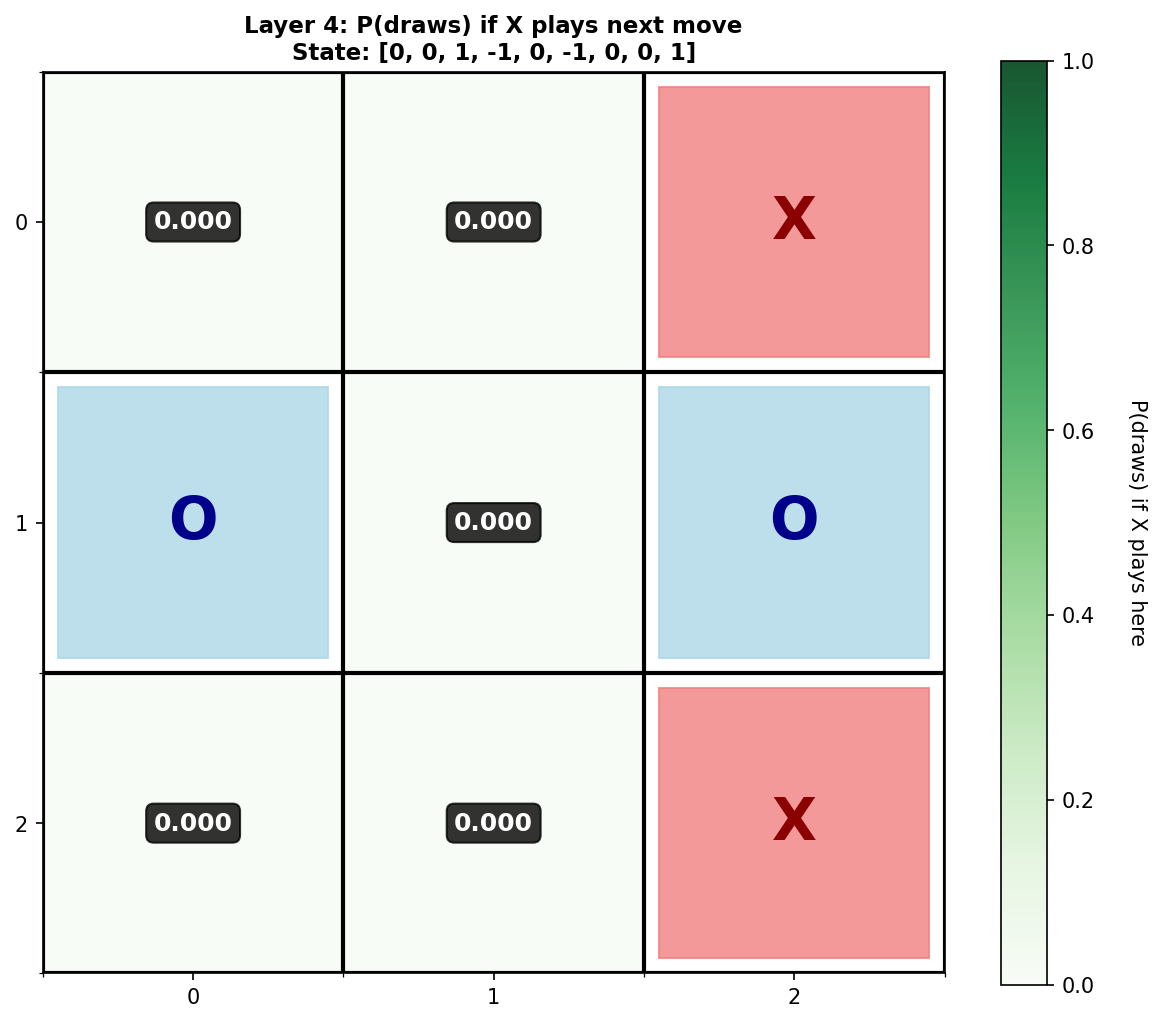 Layer 4: P(draws) if X plays next move
State: [0, 0, 1, -1, 0, -1, 0, 0, 1]
0 0.000 0.000 X
1 O 0.000 O
2 0.000 0.000 X
0 1 2
1.0
0.8
0.6
0.4
0.2
0.0
P(draws) if X plays here